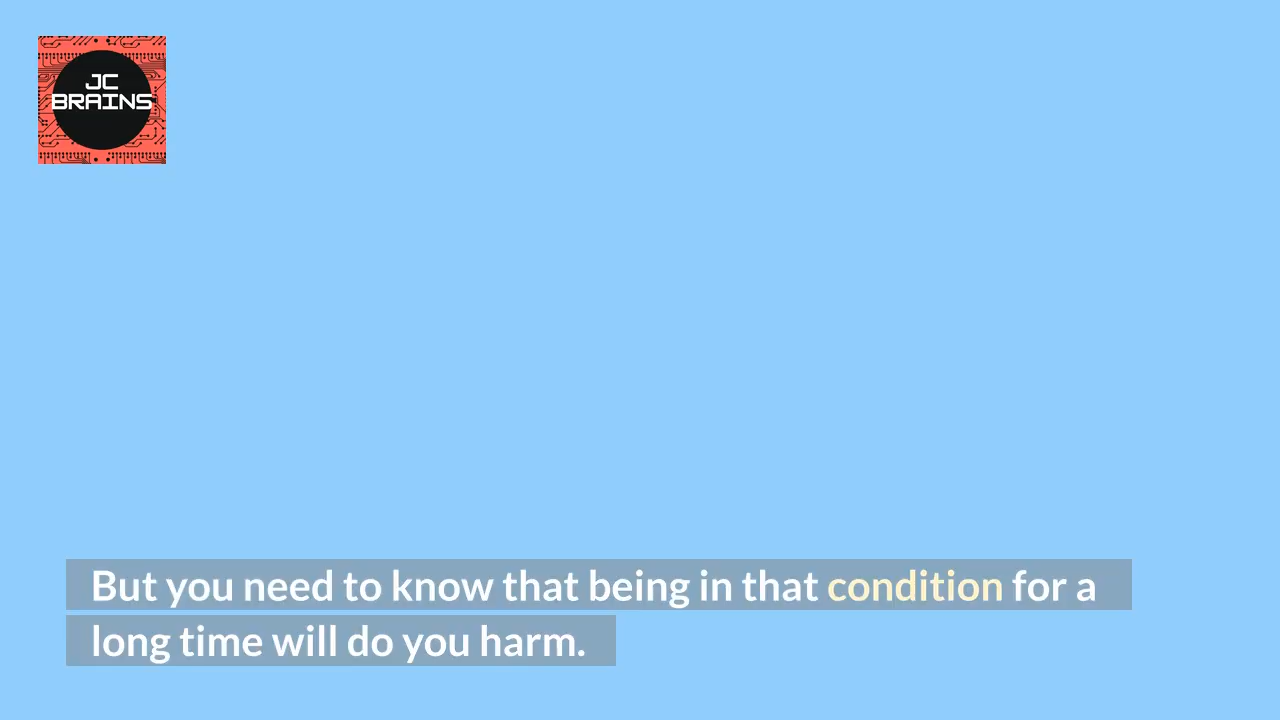 JC
BRAINS
But you need to know that being in that condition for a
long time will do you harm.